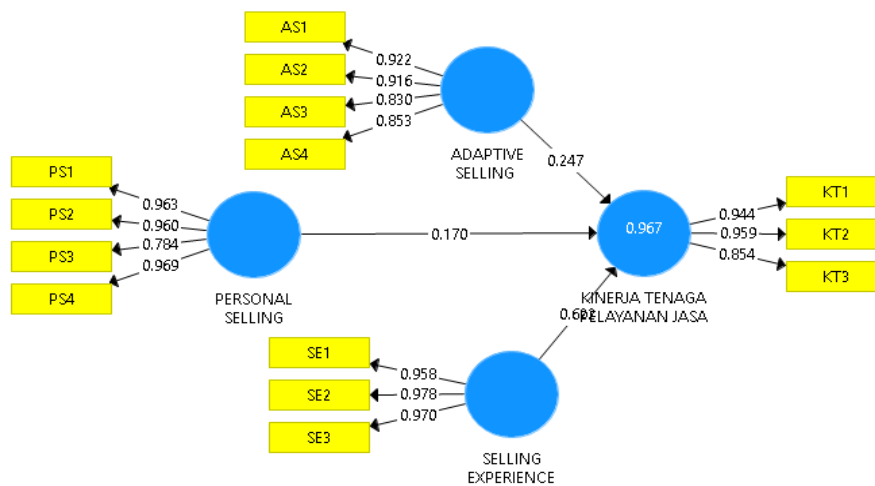 AS1
AS2
AS3
AS4
0.922
0.916
0.830
0.853
ADAPTIVE
SELLING
0.247
PS1
PS2
PS3
PS4
0.963
0.960
0.784
0.969
PERSONAL
SELLING
0.170
0.967
KINERJA TENAGA
PELAYANAN JASA
0.944
0.959
0.854
KT1
KT2
KT3
SE1
SE2
SE3
0.958
0.978
0.970
SELLING
EXPERIENCE